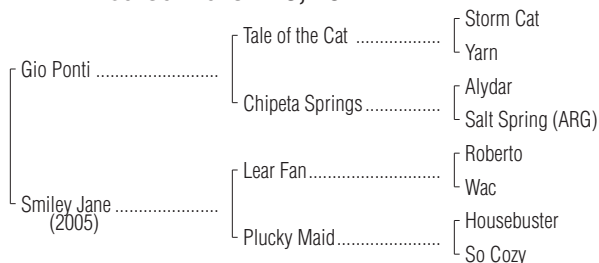 Storm Cat
Tale of the Cat ....................
Yarn
Gio Ponti .............................
Alydar
Chipeta Springs ..................
Salt Spring (ARG)
Roberto
Lear Fan ...............................
Wac
Smiley Jane .........................
(2005)
Housebuster
Plucky Maid .........................
So Cozy